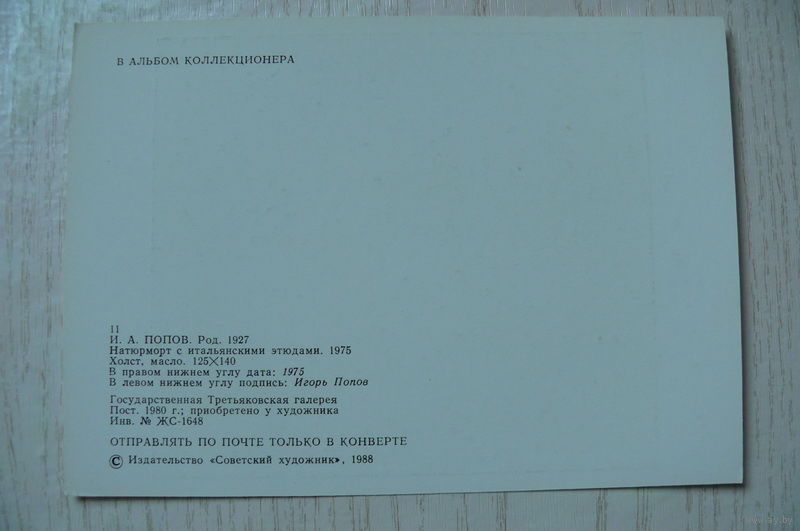 В АЛЬБОМ КОЛЛЕКЦИОНЕРА
11
И. А. ПОПОВ. Род. 1927
Натюрморт с итальянскими этюдами. 1975
Холст, масло. 125×140
В правом нижнем углу дата: 1975
В левом нижнем углу подпись: Игорь Попов
Государственная Третьяковская галерея
Пост. 1980 г.; приобретено у художника
Инв. № ЖС-1648
ОТПРАВЛЯТЬ ПО ПОЧТЕ ТОЛЬКО В КОНВЕРТЕ
© Издательство «Советский художник», 1988